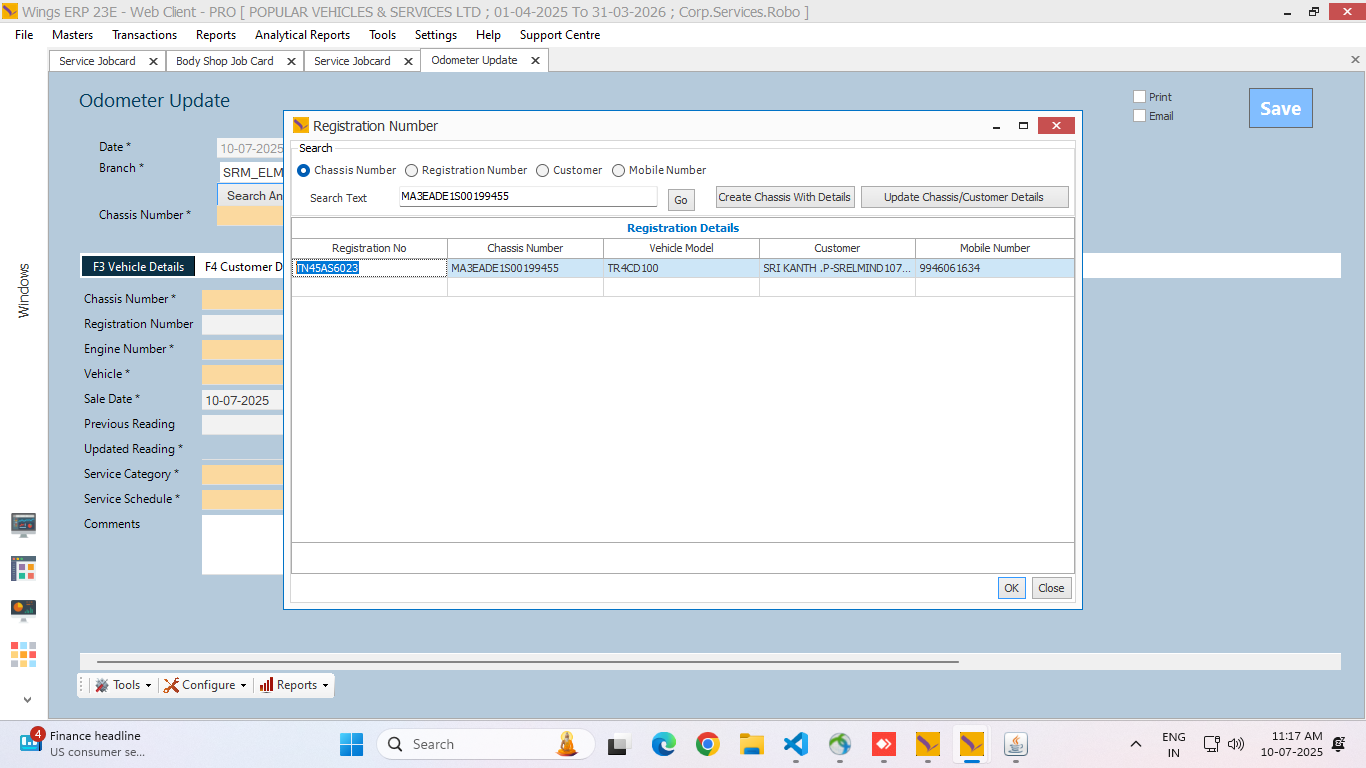 Wings ERP 23E - Web Client - PRO [ POPULAR VEHICLES & SERVICES LTD ; 01-04-2025 To 31-03-2026 ; Corp.Services.Robo ]
File Masters Transactions Reports Analytical Reports Tools Settings Help Support Centre
Service Jobcard Body Shop Job Card Service Jobcard Odometer Update
Odometer Update
Print
Email
Save
Date * 10-07-2025
Branch * SRM_ELM
Search An
Chassis Number *
F3 Vehicle Details F4 Customer D
Chassis Number *
Registration Number
Engine Number *
Vehicle *
Sale Date * 10-07-2025
Previous Reading
Updated Reading *
Service Category *
Service Schedule *
Comments
Windows
Registration Number
Search
Chassis Number Registration Number Customer Mobile Number
Search Text MA3EADE1S00199455 Go Create Chassis With Details Update Chassis/Customer Details
Registration Details
Registration No Chassis Number Vehicle Model Customer Mobile Number
TN45AS6023 MA3EADE1S00199455 TR4CD100 SRI KANTH .P-SRELMIND107... 9946061634
OK Close
Tools Configure Reports
4 Finance headline
US consumer se...
Search
ENG
IN
11:17 AM
10-07-2025